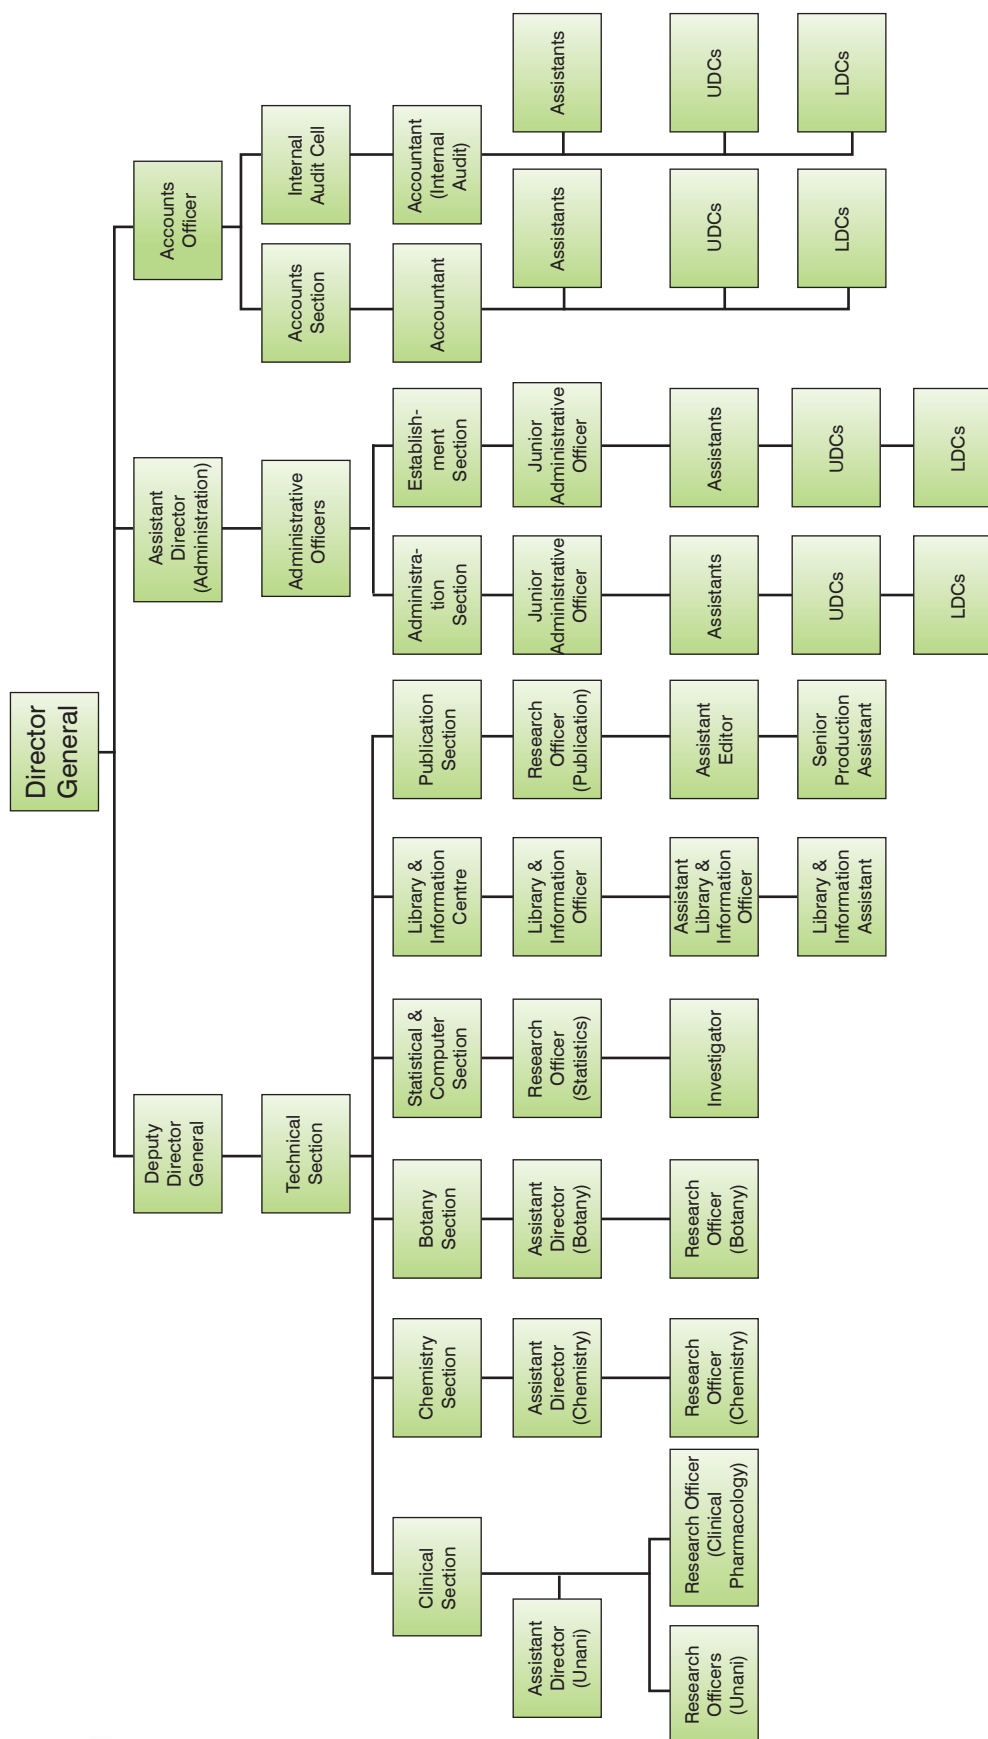 Director
General
Deputy
Director
General
Assistant
Director
(Administration)
Accounts
Officer
Technical
Section
Administrative
Officers
Accounts
Section
Internal
Audit Cell
Clinical
Section
Chemistry
Section
Botany
Section
Statistical &
Computer
Section
Library &
Information
Centre
Publication
Section
Administra-
tion
Section
Establish-
ment
Section
Accountant
Accountant
(Internal
Audit)
Assistant
Director
(Unani)
Assistant
Director
(Chemistry)
Assistant
Director
(Botany)
Research
Officer
(Statistics)
Library &
Information
Officer
Research
Officer
(Publication)
Junior
Administrative
Officer
Junior
Administrative
Officer
Assistants
Assistants
Research
Officers
(Unani)
Research Officer
(Clinical
Pharmacology)
Research
Officer
(Chemistry)
Research
Officer
(Botany)
Investigator
Assistant
Library &
Information
Officer
Assistant
Editor
Assistants
Assistants
UDCs
UDCs
Library &
Information
Assistant
Senior
Production
Assistant
UDCs
UDCs
LDCs
LDCs
LDCs
LDCs